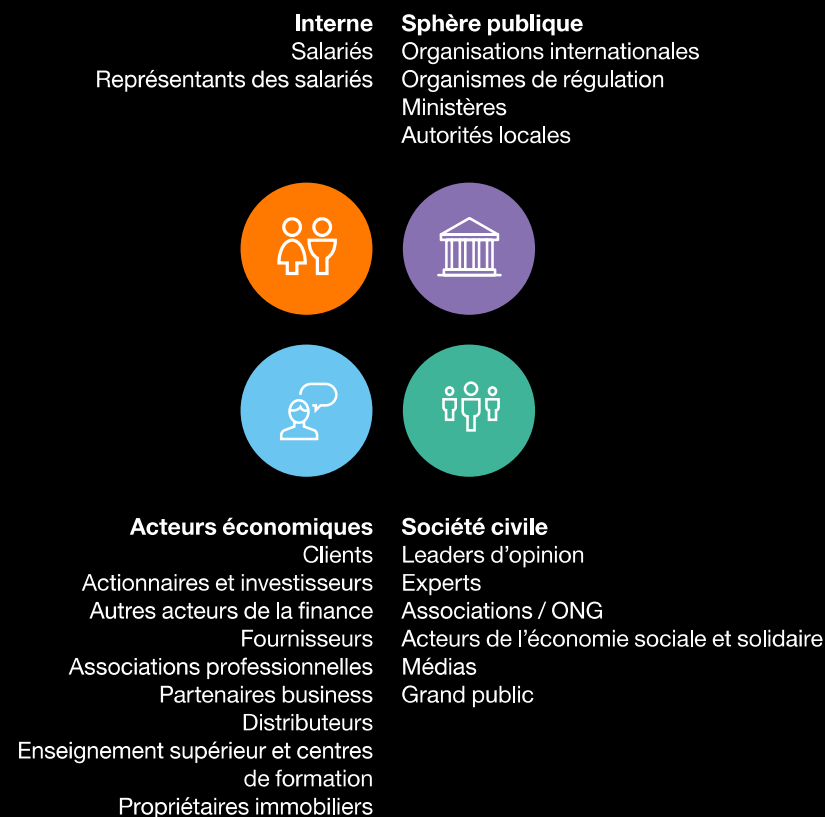 Interne
Salariés
Représentants des salariés
Sphère publique
Organisations internationales
Organismes de régulation
Ministères
Autorités locales
Acteurs économiques
Clients
Actionnaires et investisseurs
Autres acteurs de la finance
Fournisseurs
Associations professionnelles
Partenaires business
Distributeurs
Enseignement supérieur et centres
de formation
Propriétaires immobiliers
Société civile
Leaders d’opinion
Experts
Associations / ONG
Acteurs de l’économie sociale et solidaire
Médias
Grand public